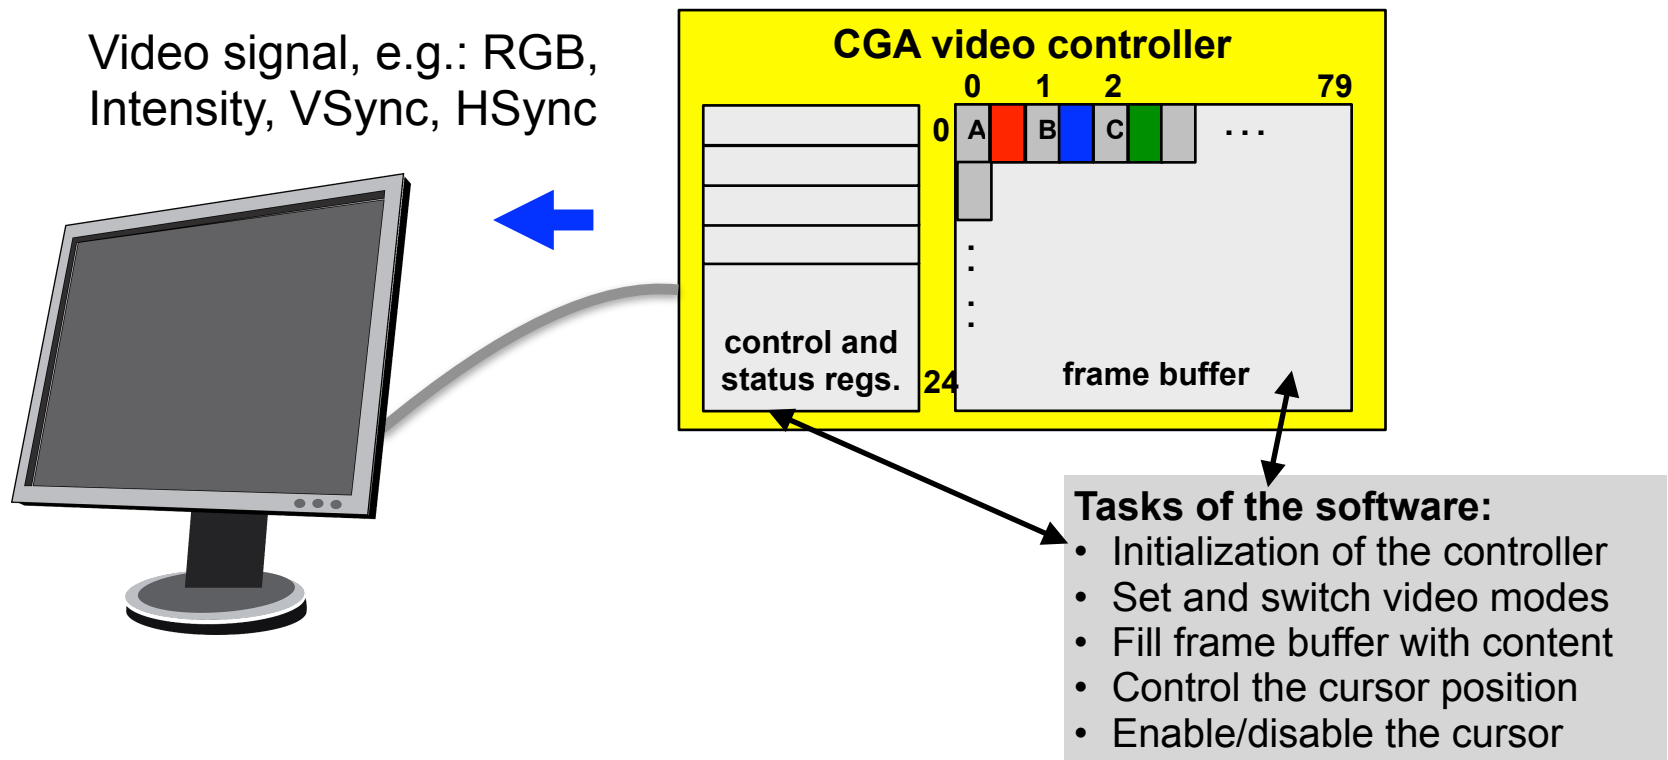 Video signal, e.g.: RGB,
Intensity, VSync, HSync
CGA video controller
0 1 2 79
0 A B C ...
control and
status regs.
24
frame buffer
Tasks of the software:
• Initialization of the controller
• Set and switch video modes
• Fill frame buffer with content
• Control the cursor position
• Enable/disable the cursor